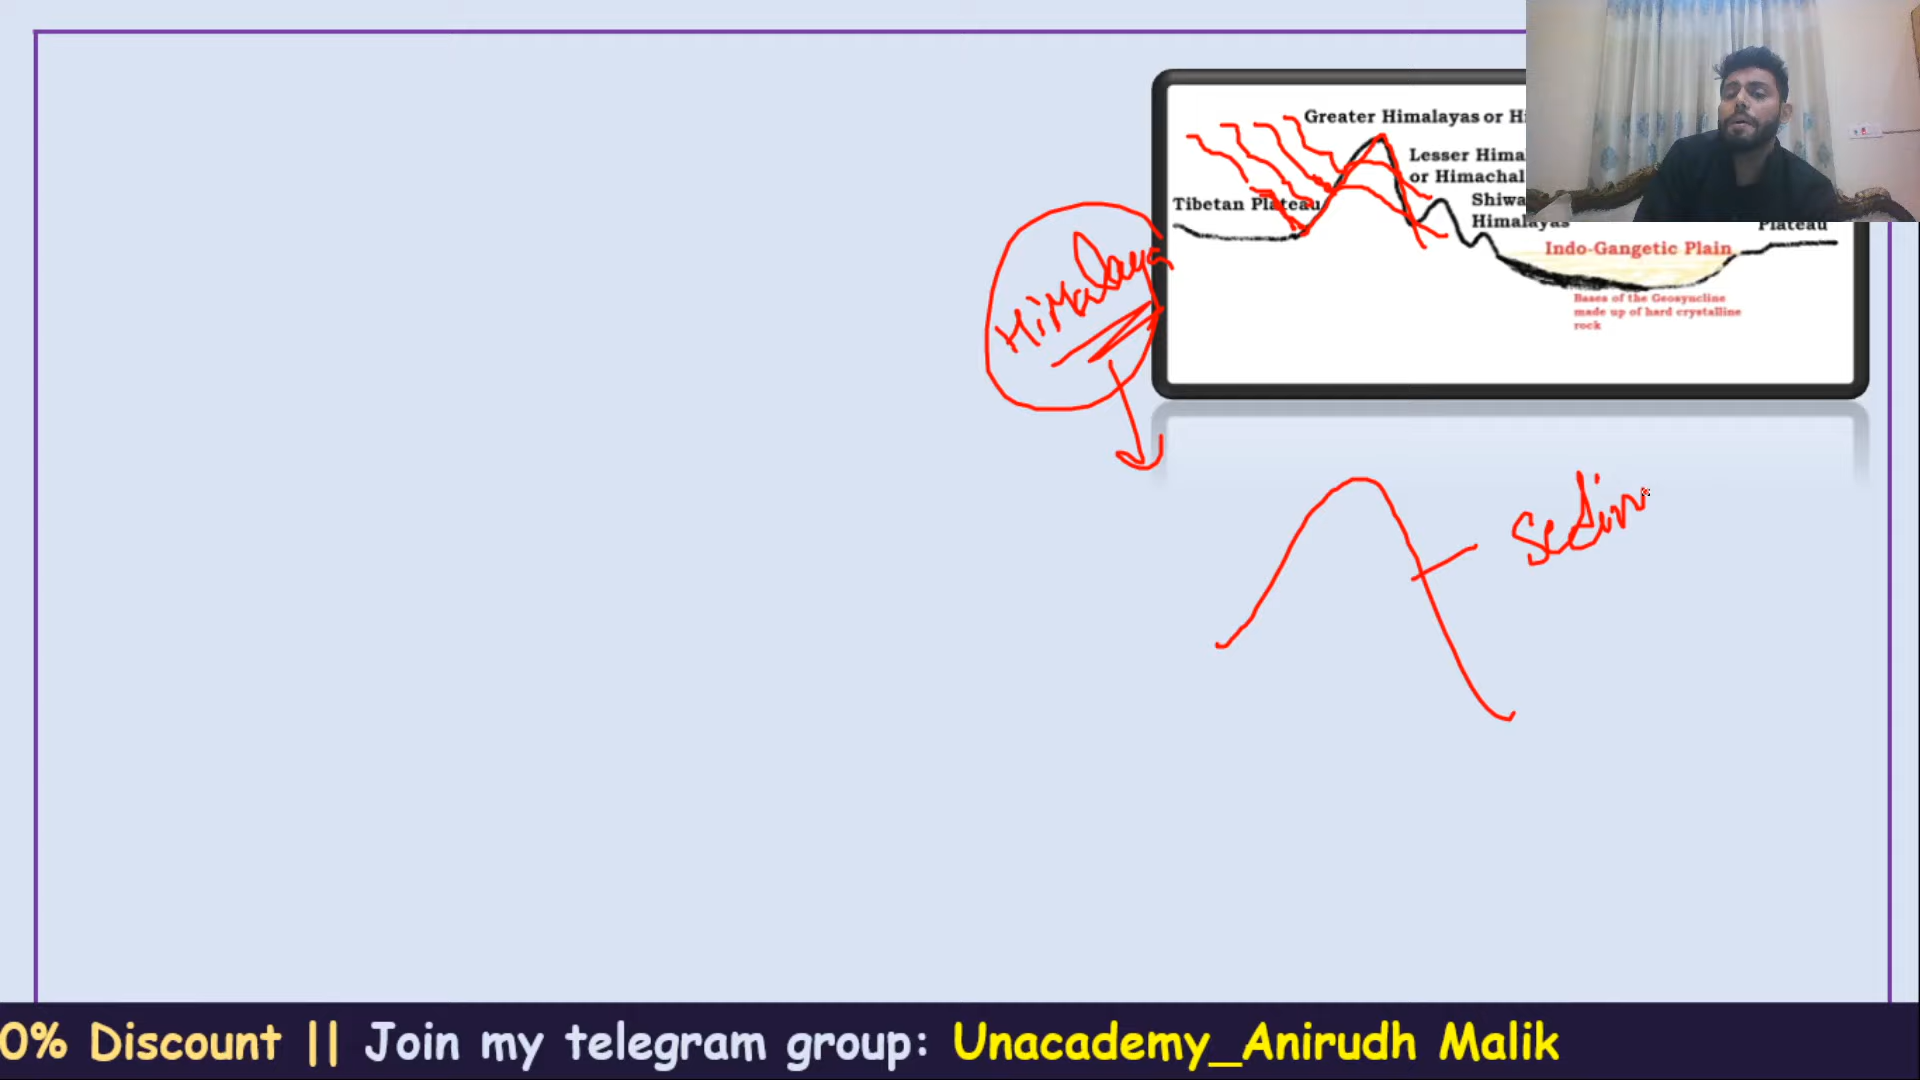 Greater Himalayas or Hi
Lesser Hima
or Himachal
Tibetan Plateau
Shiwa
Himalayas
Plateau
Indo-Gangetic Plain
Bases of the Geosyncline
made up of hard crystalline
rock
Himalaya
Sedim
0% Discount || Join my telegram group: Unacademy_Anirudh Malik